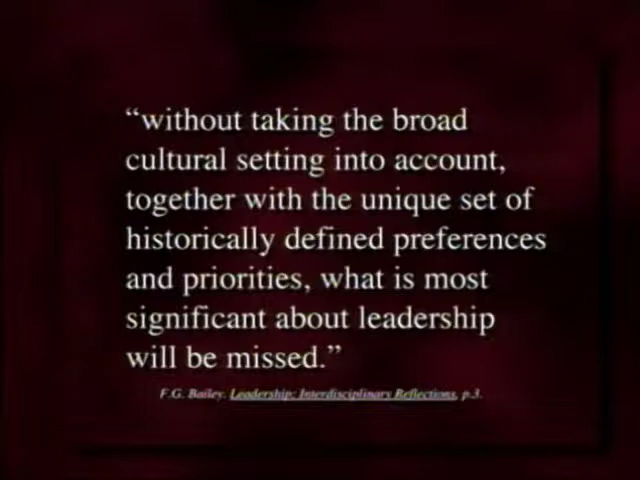 “without taking the broad
cultural setting into account,
together with the unique set of
historically defined preferences
and priorities, what is most
significant about leadership
will be missed.”
F.G. Bailey. Leadership: Interdisciplinary Reflections, p.3.